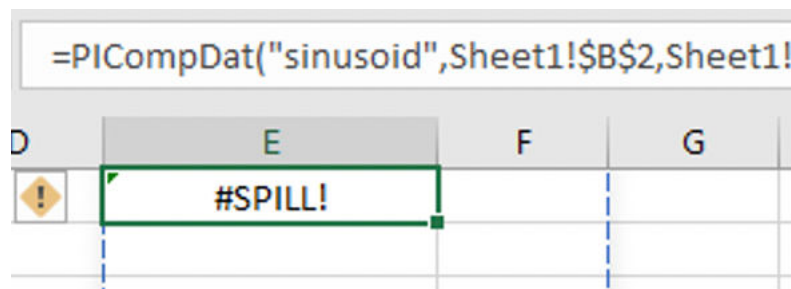 =PICompDat("sinusoid",Sheet1!$B$2,Sheet1!
D E F G
#SPILL!